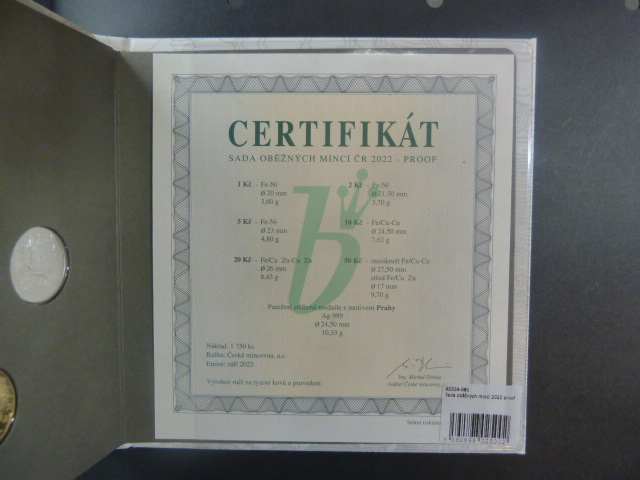 CERTIFIKÁT
SADA OBĚŽNÝCH MINCÍ ČR 2022 - PROOF
1 Kč - Fe-Ni
Ø 20 mm
3,60 g
2 Kč - Fe-Ni
Ø 21,50 mm
3,70 g
5 Kč - Fe-Ni
Ø 23 mm
4,80 g
10 Kč - Fe/Cu-Cu
Ø 24,50 mm
7,62 g
20 Kč - Fe/Cu Zn-Cu Zn
Ø 26 mm
8,43 g
50 Kč - mezikruží Fe/Cu-Cu
Ø 27,50 mm
střed Fe/Cu Zn
Ø 17 mm
9,70 g
Pamětní stříbrná medaile s motivem Prahy
Ag 999
Ø 24,50 mm
10,33 g
Náklad: 1 750 ks
Ražba: Česká mincovna, a.s.
Emise: září 2022
Výrobce ručí za ryzost kovů a provedení.
Ing. Michal Drtina
ředitel České mincovny,
Státní tiskárna
Sada oběžných mincí 2022 proof